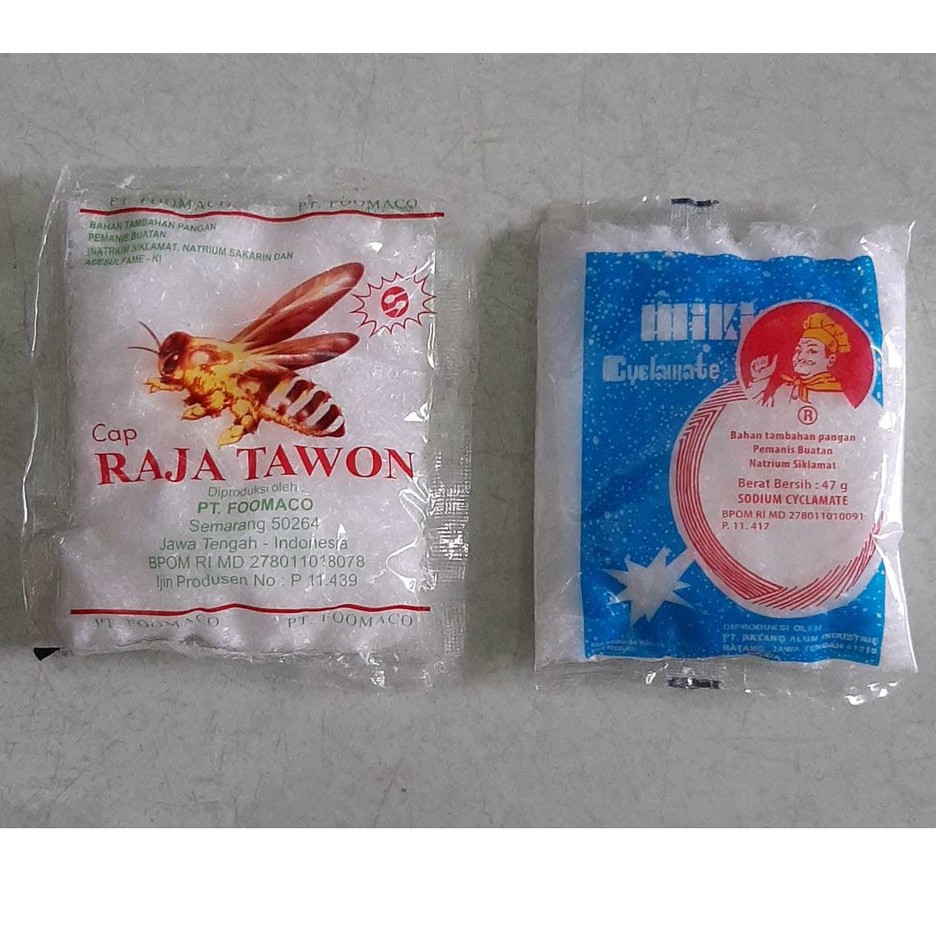 PT. FOOMACO PT. FOOMACO
BAHAN TAMBAHAN PANGAN
PEMANIS BUATAN
(NATRIUM SIKLAMAT, NATRIUM SAKARIN DAN
ACESULFAME - K)
Cap
RAJA TAWON
Diproduksi oleh :
PT. FOOMACO
Semarang 50264
Jawa Tengah - Indonesia
BPOM RI MD 278011018078
Ijin Produsen No : P 11.439
PT. FOOMACO PT. FOOMACO
Miki
Cyclamate
®
Bahan tambahan pangan
Pemanis Buatan
Natrium Siklamat
Berat Bersih : 47 g
SODIUM CYCLAMATE
BPOM RI MD 278011010091
P. 11. 417
DIPRODUKSI OLEH
PT. BATANG ALUM INDUSTRIE
BATANG, JAWA TENGAH